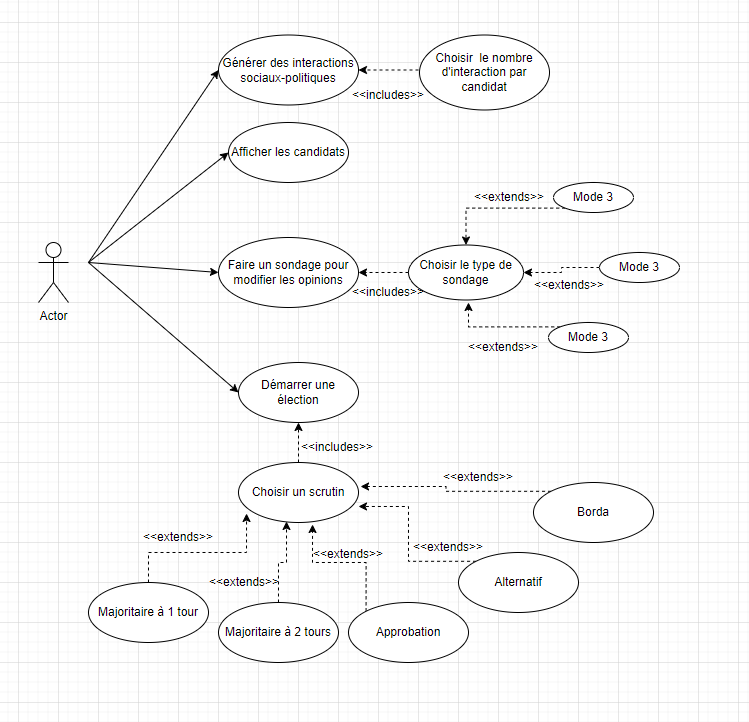 Générer des interactions
sociaux-politiques
Choisir le nombre
d'interaction par
candidat
<<includes>>
Afficher les candidats
<<extends>>
Mode 3
Actor
Faire un sondage pour
modifier les opinions
Choisir le type de
sondage
<<includes>>
Mode 3
<<extends>>
Mode 3
<<extends>>
Démarrer une
élection
<<includes>>
Choisir un scrutin
<<extends>>
Borda
<<extends>>
<<extends>>
<<extends>>
<<extends>>
Alternatif
Majoritaire à 1 tour
Majoritaire à 2 tours
Approbation